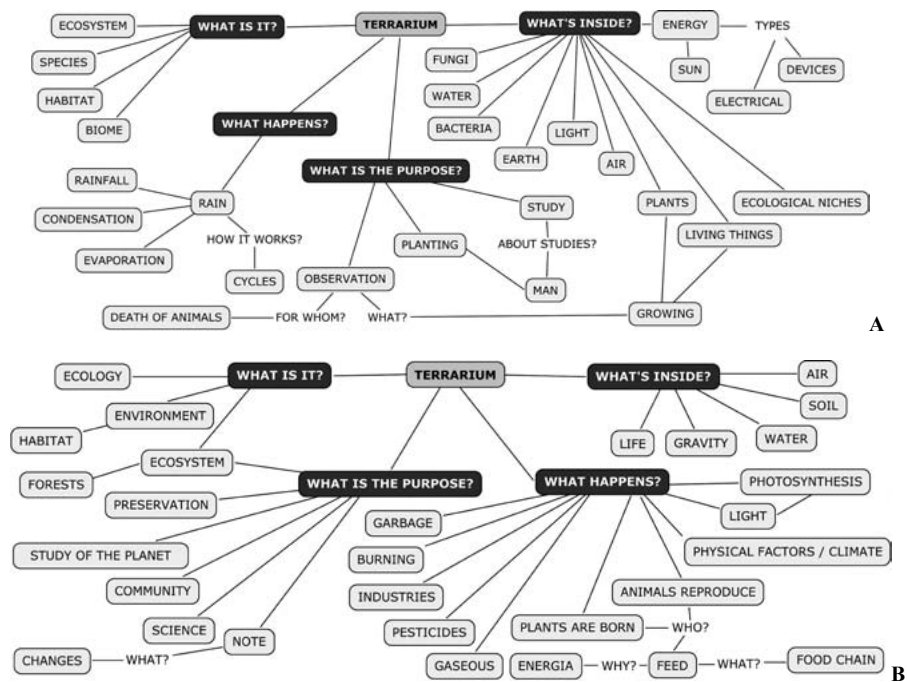 ECOSYSTEM
WHAT IS IT?
TERRARIUM
WHAT'S INSIDE?
ENERGY
TYPES
SPECIES
FUNGI
SUN
DEVICES
HABITAT
WATER
ELECTRICAL
BIOME
WHAT HAPPENS?
BACTERIA
LIGHT
EARTH
AIR
WHAT IS THE PURPOSE?
RAINFALL
RAIN
STUDY
PLANTS
ECOLOGICAL NICHES
CONDENSATION
HOW IT WORKS?
PLANTING
ABOUT STUDIES?
LIVING THINGS
EVAPORATION
CYCLES
OBSERVATION
MAN
DEATH OF ANIMALS
FOR WHOM?
WHAT?
GROWING
A
ECOLOGY
WHAT IS IT?
TERRARIUM
WHAT'S INSIDE?
AIR
ENVIRONMENT
SOIL
HABITAT
LIFE
GRAVITY
WATER
ECOSYSTEM
FORESTS
WHAT IS THE PURPOSE?
WHAT HAPPENS?
PHOTOSYNTHESIS
PRESERVATION
GARBAGE
LIGHT
STUDY OF THE PLANET
BURNING
PHYSICAL FACTORS / CLIMATE
COMMUNITY
INDUSTRIES
ANIMALS REPRODUCE
SCIENCE
NOTE
PESTICIDES
PLANTS ARE BORN
WHO?
CHANGES
WHAT?
GASEOUS
ENERGIA
WHY?
FEED
WHAT?
FOOD CHAIN
B